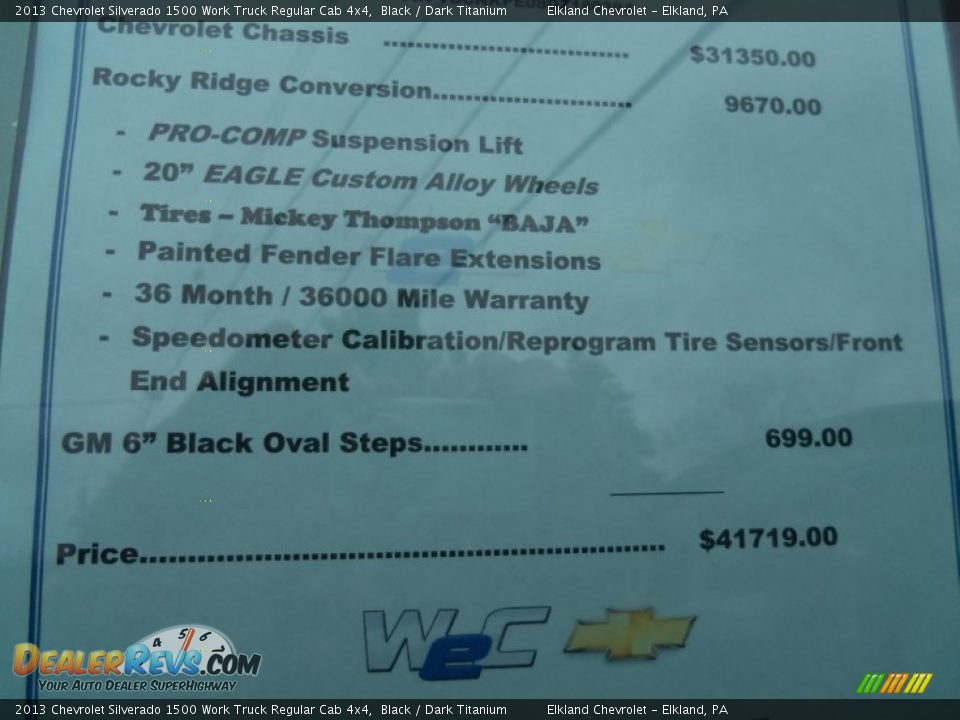 2013 Chevrolet Silverado 1500 Work Truck Regular Cab 4x4, Black / Dark Titanium Elkland Chevrolet - Elkland, PA
Chevrolet Chassis ................................ $31350.00
Rocky Ridge Conversion.......................... 9670.00
- PRO-COMP Suspension Lift
- 20” EAGLE Custom Alloy Wheels
- Tires – Mickey Thompson “BAJA”
- Painted Fender Flare Extensions
- 36 Month / 36000 Mile Warranty
- Speedometer Calibration/Reprogram Tire Sensors/Front
End Alignment
GM 6” Black Oval Steps............ 699.00
Price.......................................................... $41719.00
WeC
4 5 6
DealerRevs.com
Your Auto Dealer SuperHighway
2013 Chevrolet Silverado 1500 Work Truck Regular Cab 4x4, Black / Dark Titanium Elkland Chevrolet - Elkland, PA